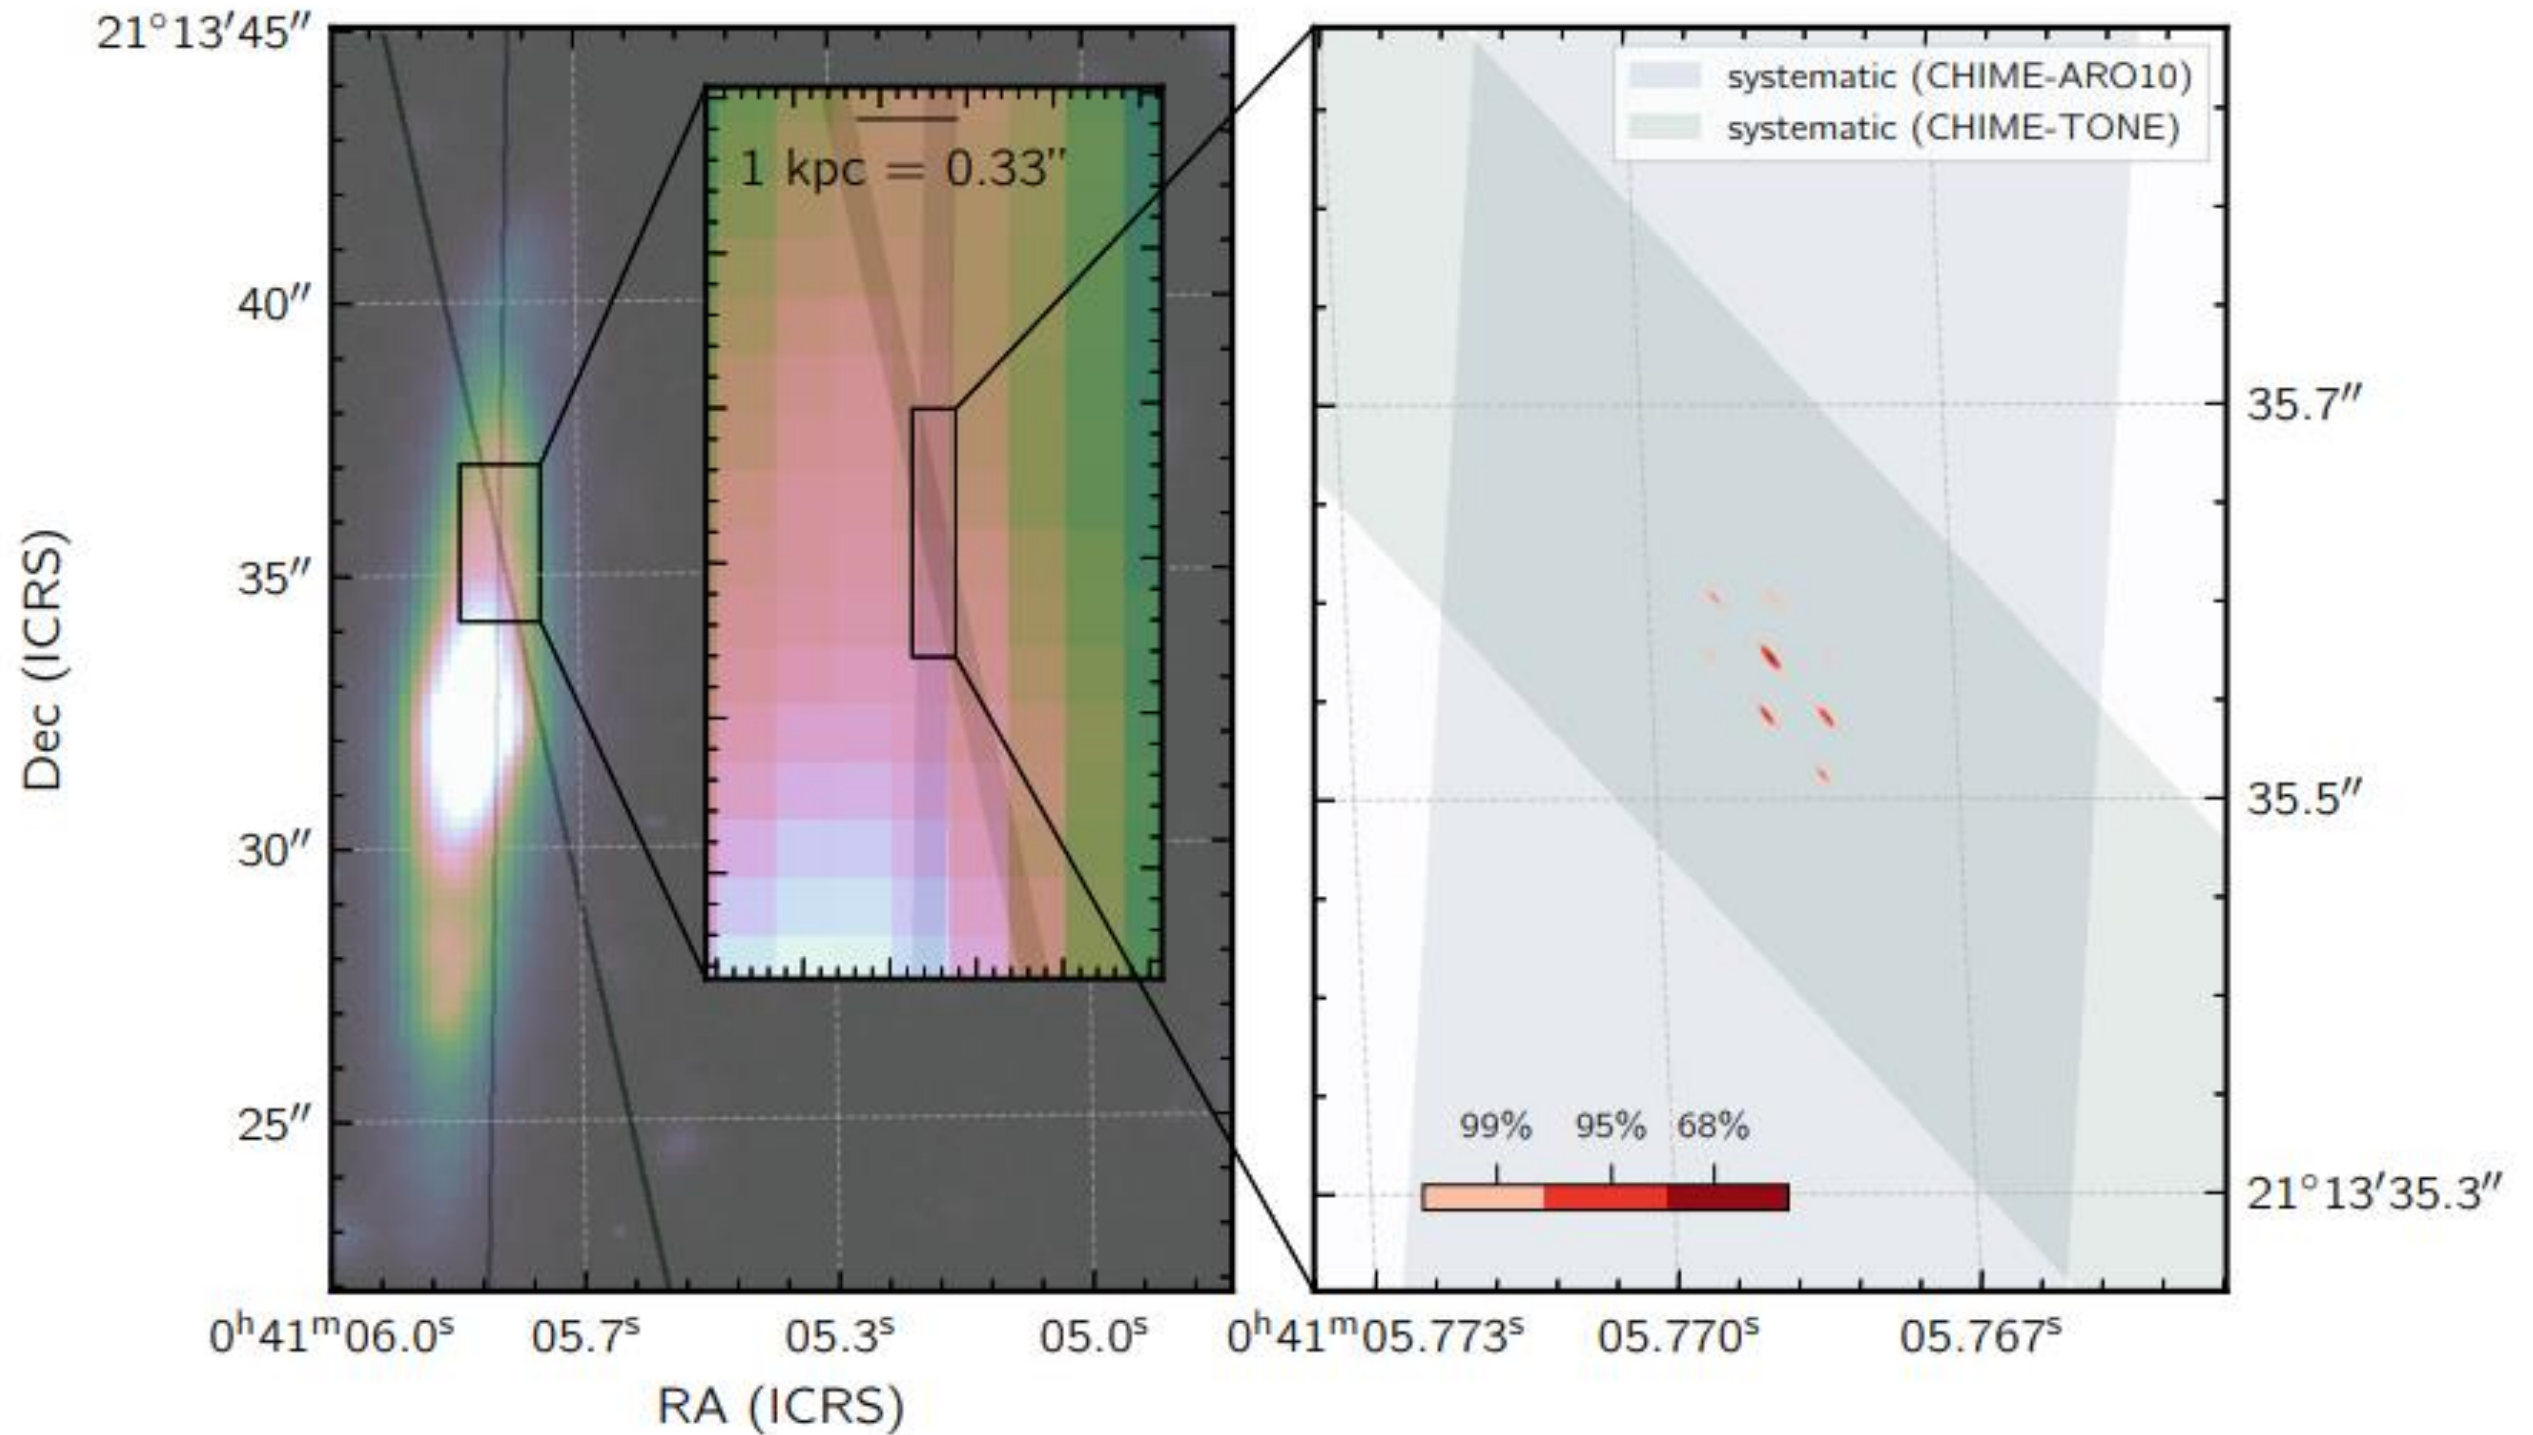 21°13′45″
40″
35″
30″
25″
Dec (ICRS)
0ʰ41ᵐ06.0ˢ
05.7ˢ
05.3ˢ
05.0ˢ
RA (ICRS)
1 kpc = 0.33″
systematic (CHIME-ARO10)
systematic (CHIME-TONE)
35.7″
35.5″
21°13′35.3″
99% 95% 68%
0ʰ41ᵐ05.773ˢ
05.770ˢ
05.767ˢ